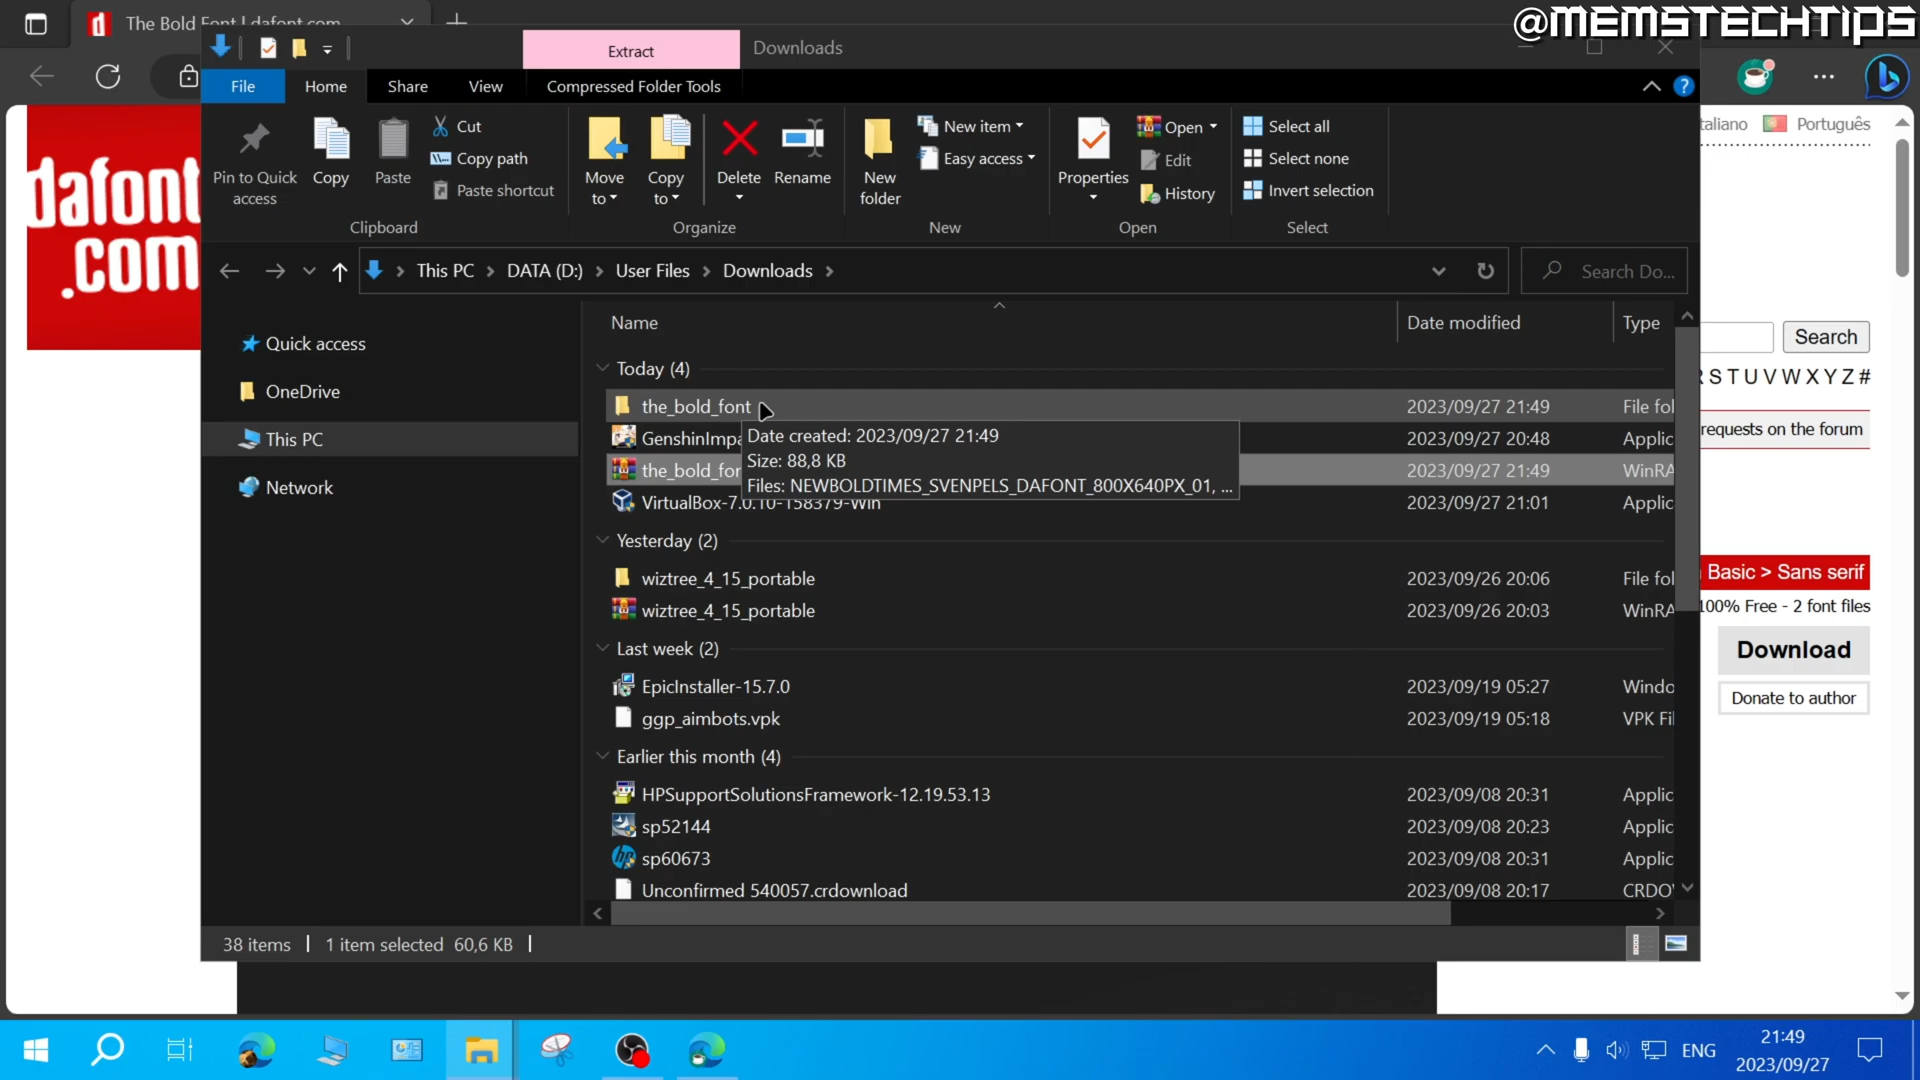 @MEMSTECHTIPS
The Bold Font | dafont.com
Extract
Downloads
File
Home
Share
View
Compressed Folder Tools
Pin to Quick access
Copy
Paste
Cut
Copy path
Paste shortcut
Clipboard
Move to
Copy to
Delete
Rename
Organize
New folder
New item
Easy access
New
Properties
Open
Edit
History
Open
Select all
Select none
Invert selection
Select
This PC
DATA (D:)
User Files
Downloads
Search Do...
Quick access
OneDrive
This PC
Network
Name
Date modified
Type
Today (4)
the_bold_font 2023/09/27 21:49 File fol
GenshinImpa 2023/09/27 20:48 Applic
the_bold_for 2023/09/27 21:49 WinRA
VirtualBox-7.0.10-158379-Win 2023/09/27 21:01 Applic
Date created: 2023/09/27 21:49
Size: 88,8 KB
Files: NEWBOLDTIMES_SVENPELS_DAFONT_800X640PX_01, ...
Yesterday (2)
wiztree_4_15_portable 2023/09/26 20:06 File fol
wiztree_4_15_portable 2023/09/26 20:03 WinRA
Last week (2)
EpicInstaller-15.7.0 2023/09/19 05:27 Windo
ggp_aimbots.vpk 2023/09/19 05:18 VPK Fi
Earlier this month (4)
HPSupportSolutionsFramework-12.19.53.13 2023/09/08 20:31 Applic
sp52144 2023/09/08 20:23 Applic
sp60673 2023/09/08 20:31 Applic
Unconfirmed 540057.crdownload 2023/09/08 20:17 CRDO
38 items
1 item selected 60,6 KB
dafont
.com
taliano
Português
Search
S T U V W X Y Z #
requests on the forum
Basic > Sans serif
100% Free - 2 font files
Download
Donate to author
ENG
21:49
2023/09/27